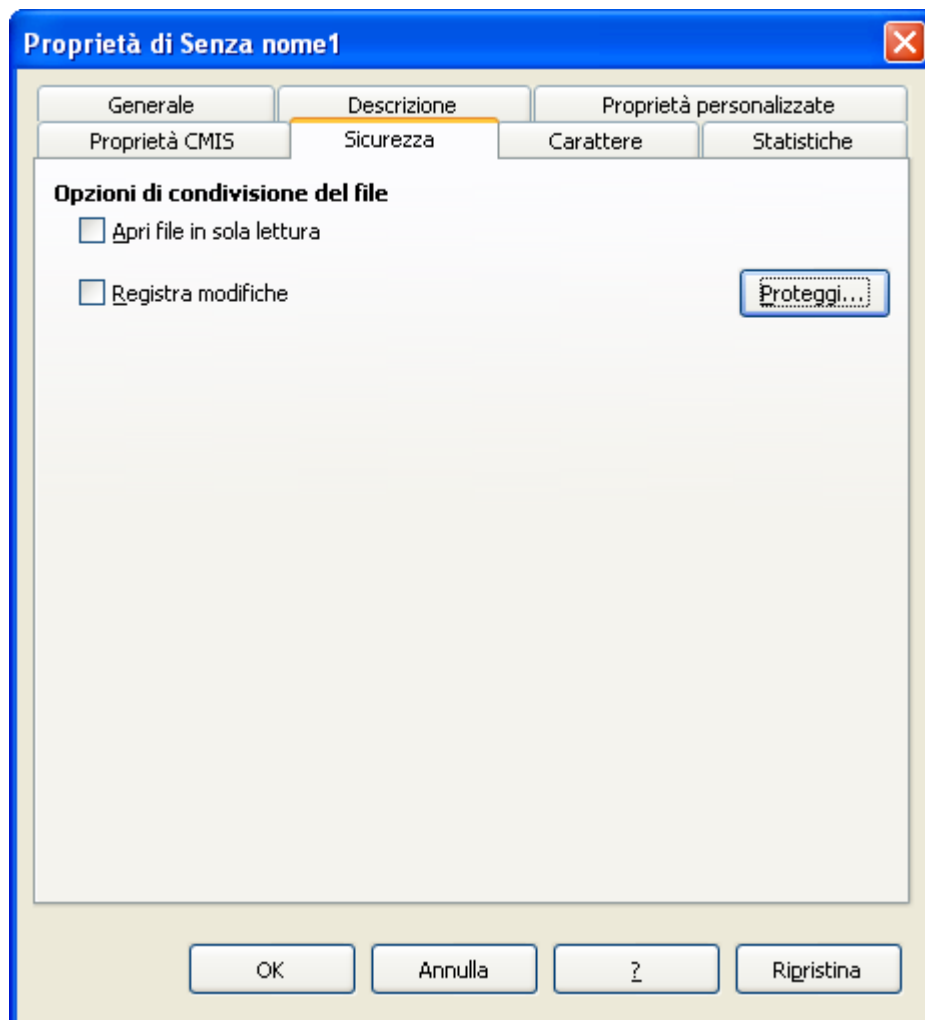 Proprietà di Senza nome1
Generale Descrizione Proprietà personalizzate
Proprietà CMIS Sicurezza Carattere Statistiche
Opzioni di condivisione del file
Apri file in sola lettura
Registra modifiche Proteggi...
OK Annulla ? Ripristina